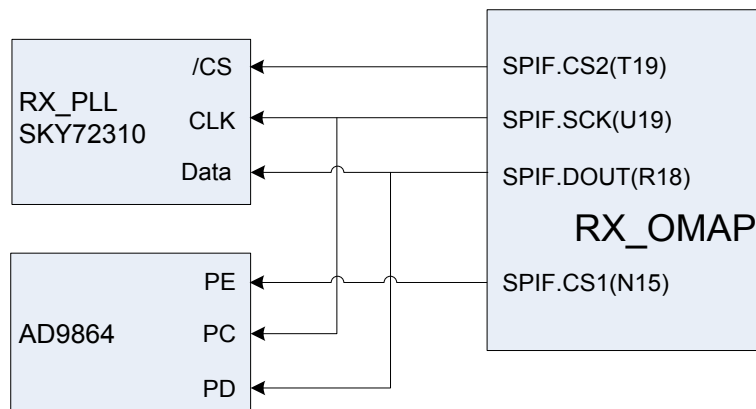 /CS
RX_PLL
SKY72310
CLK
Data
SPIF.CS2(T19)
SPIF.SCK(U19)
SPIF.DOUT(R18)
RX_OMAP
SPIF.CS1(N15)
PE
AD9864
PC
PD